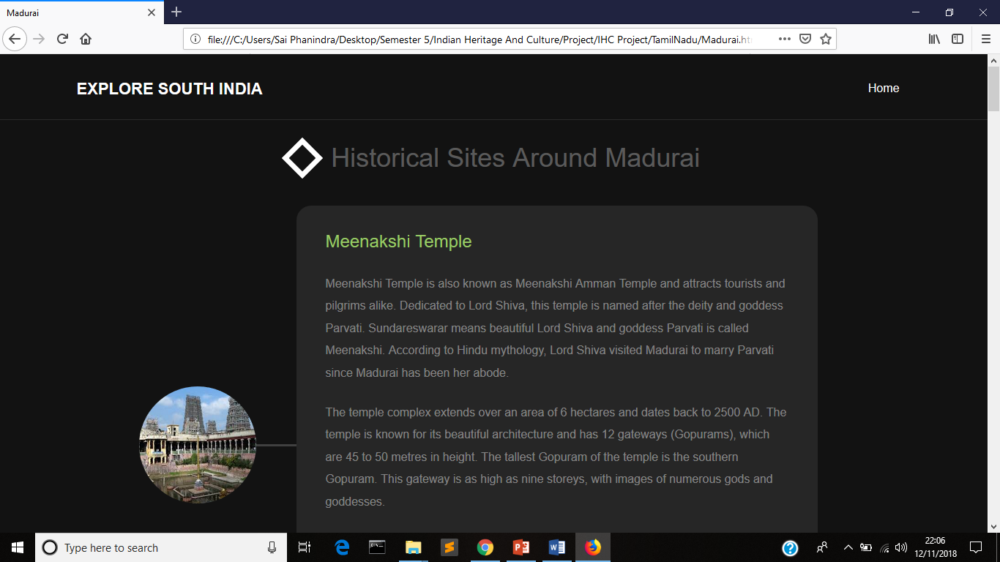 Madurai
file:///C:/Users/Sai Phanindra/Desktop/Semester 5/Indian Heritage And Culture/Project/IHC Project/TamilNadu/Madurai.ht
EXPLORE SOUTH INDIA
Home
Historical Sites Around Madurai
Meenakshi Temple
Meenakshi Temple is also known as Meenakshi Amman Temple and attracts tourists and
pilgrims alike. Dedicated to Lord Shiva, this temple is named after the deity and goddess
Parvati. Sundareswarar means beautiful Lord Shiva and goddess Parvati is called
Meenakshi. According to Hindu mythology, Lord Shiva visited Madurai to marry Parvati
since Madurai has been her abode.
The temple complex extends over an area of 6 hectares and dates back to 2500 AD. The
temple is known for its beautiful architecture and has 12 gateways (Gopurams), which
are 45 to 50 metres in height. The tallest Gopuram of the temple is the southern
Gopuram. This gateway is as high as nine storeys, with images of numerous gods and
goddesses.
Type here to search
22:06
12/11/2018